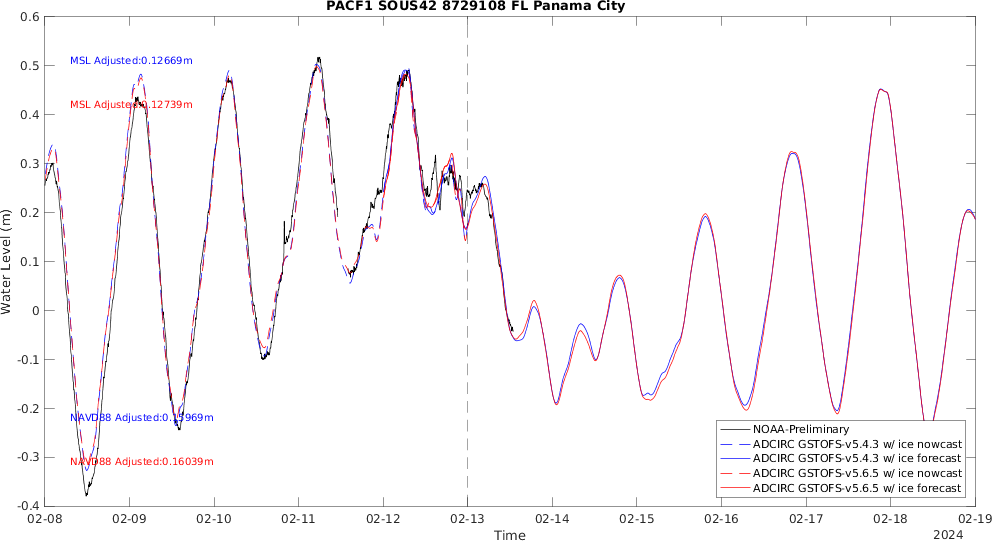 PACF1 SOUS42 8729108 FL Panama City
0.6
0.5
0.4
0.3
0.2
0.1
0
-0.1
-0.2
-0.3
-0.4
Water Level (m)
MSL Adjusted:0.12669m
MSL Adjusted:0.12739m
NAVD88 Adjusted:0.15969m
NAVD88 Adjusted:0.16039m
NOAA-Preliminary
ADCIRC GSTOFS-v5.4.3 w/ ice nowcast
ADCIRC GSTOFS-v5.4.3 w/ ice forecast
ADCIRC GSTOFS-v5.6.5 w/ ice nowcast
ADCIRC GSTOFS-v5.6.5 w/ ice forecast
02-08 02-09 02-10 02-11 02-12 02-13 02-14 02-15 02-16 02-17 02-18 02-19
Time
2024